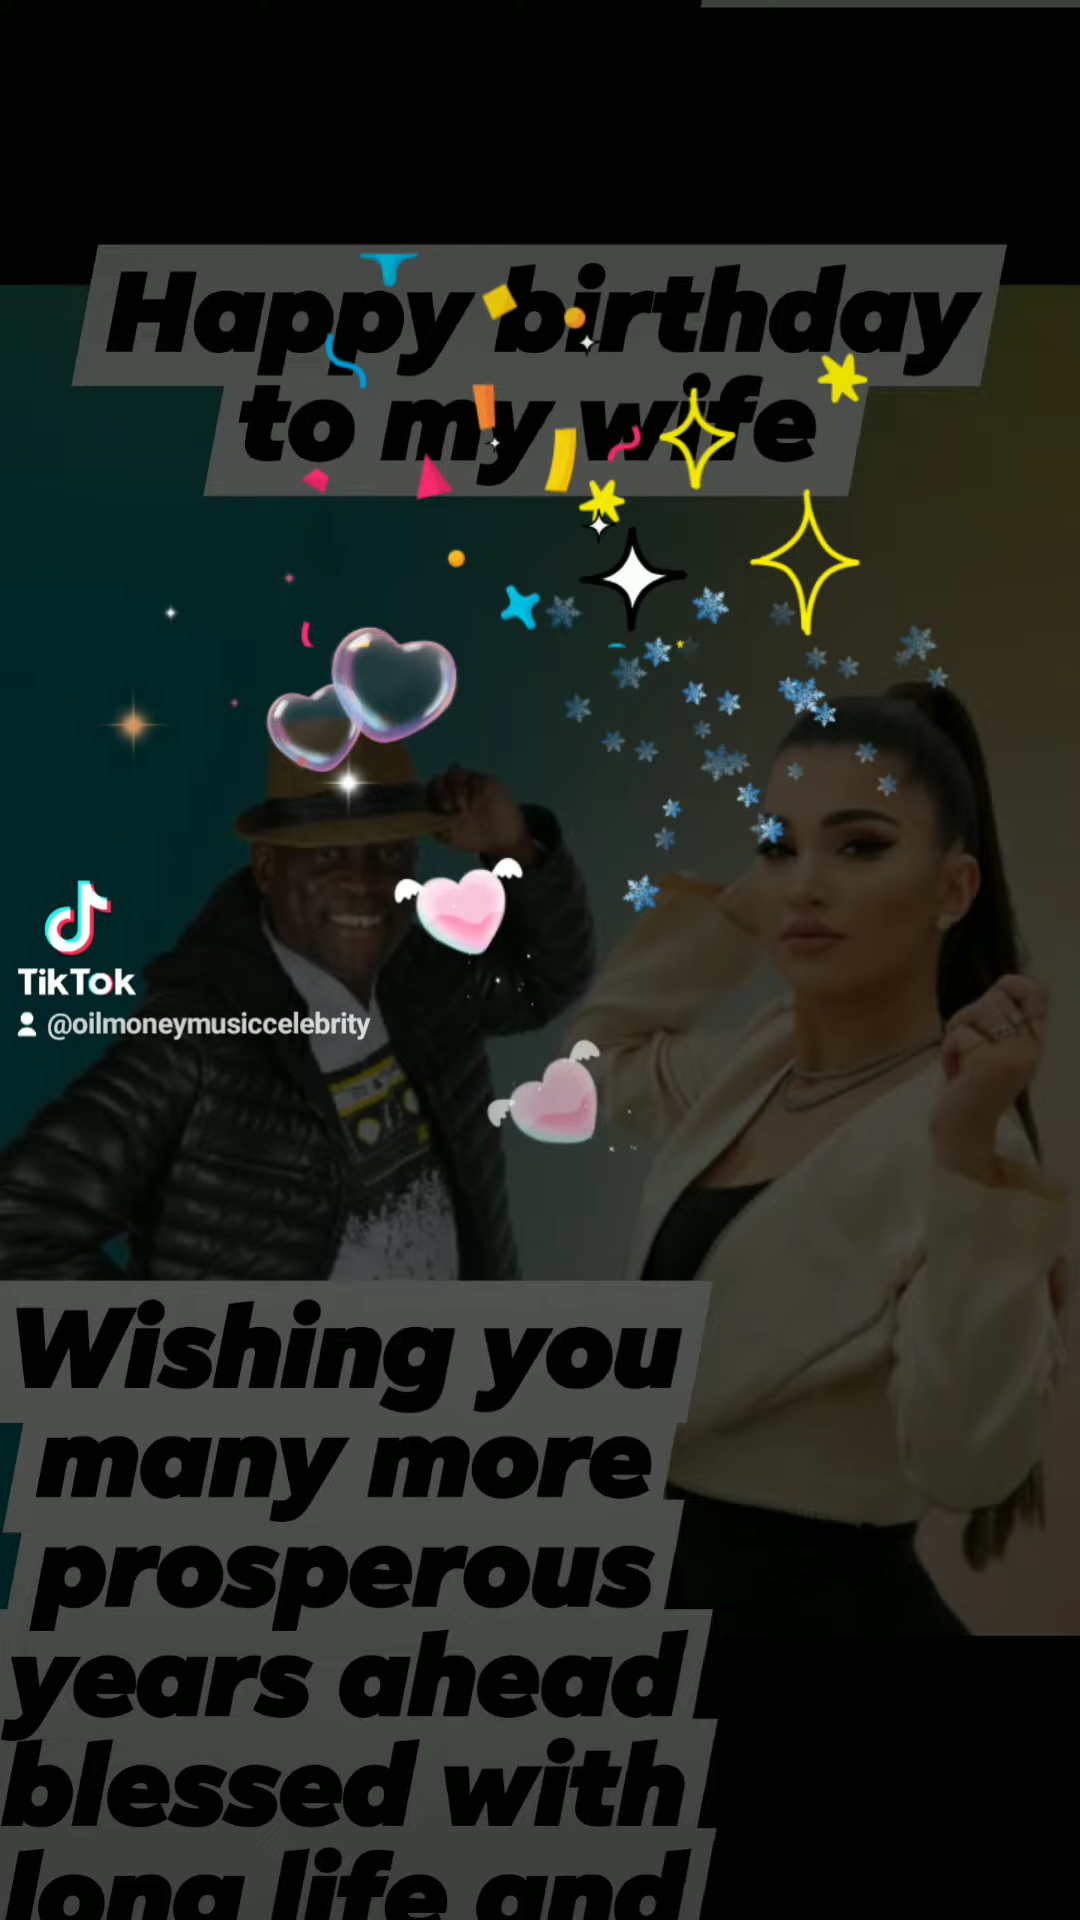 Happy birthday
to my wife
TikTok
@oilmoneymusiccelebrity
Wishing you
many more
prosperous
years ahead
blessed with
long life and